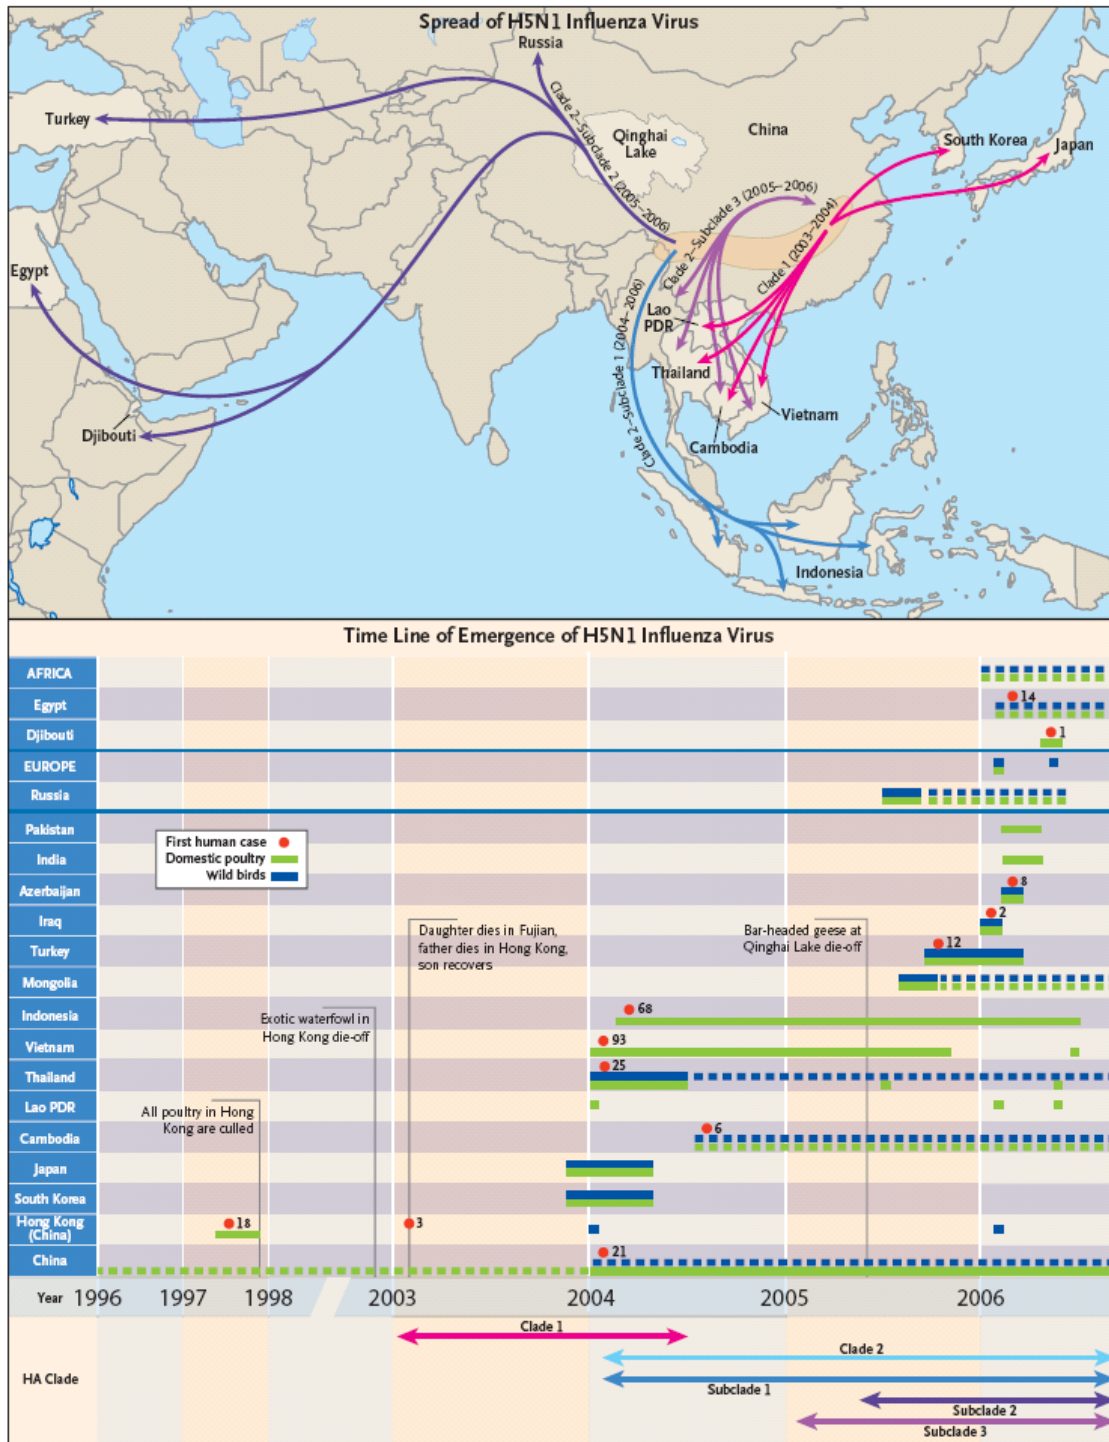 Spread of H5N1 Influenza Virus
Russia
Turkey
Clade 2–Subclade 2 (2005–2006)
Qinghai
Lake
China
South Korea
Japan
Clade 2–Subclade 3 (2005–2006)
Clade 1 (2003–2004)
Egypt
Clade 2–Subclade 1 (2004–2006)
Lao
PDR
Thailand
Vietnam
Djibouti
Cambodia
Indonesia
Time Line of Emergence of H5N1 Influenza Virus
AFRICA
Egypt
14
Djibouti
1
EUROPE
Russia
Pakistan
First human case
Domestic poultry
Wild birds
India
Azerbaijan
8
Iraq
2
Daughter dies in Fujian,
father dies in Hong Kong,
son recovers
Bar-headed geese at
Qinghai Lake die-off
Turkey
12
Mongolia
Indonesia
68
Exotic waterfowl in
Hong Kong die-off
Vietnam
93
Thailand
25
Lao PDR
All poultry in Hong
Kong are culled
Cambodia
6
Japan
South Korea
Hong Kong
(China)
18
3
China
21
Year 1996 1997 1998 2003 2004 2005 2006
Clade 1
Clade 2
HA Clade
Subclade 1
Subclade 2
Subclade 3